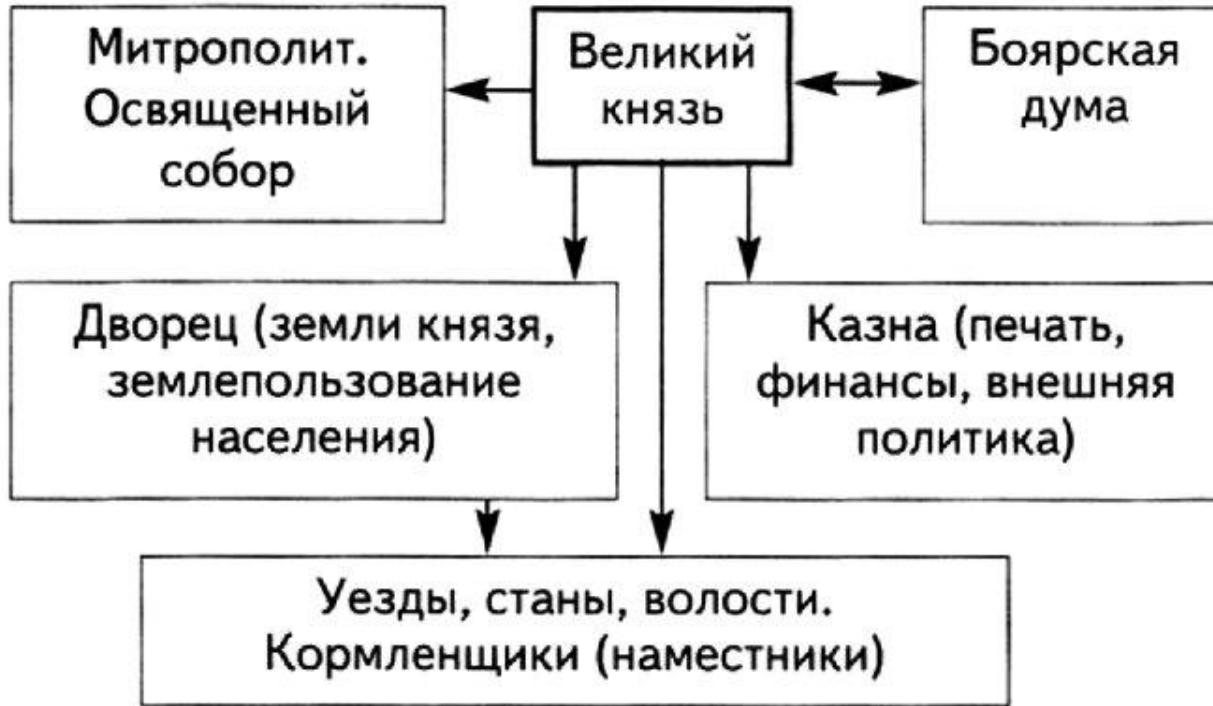 Митрополит.
Освященный
собор
Великий
князь
Боярская
дума
Дворец (земли князя,
землепользование
населения)
Казна (печать,
финансы, внешняя
политика)
Уезды, станы, волости.
Кормленщики (наместники)